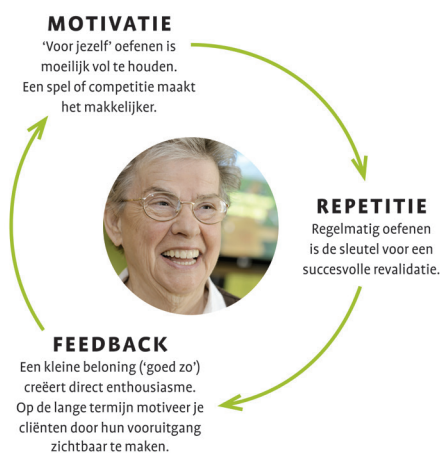 MOTIVATIE
‘Voor jezelf’ oefenen is
moeilijk vol te houden.
Een spel of competitie maakt
het makkelijker.
REPETITIE
Regelmatig oefenen
is de sleutel voor een
succesvolle revalidatie.
FEEDBACK
Een kleine beloning (‘goed zo’)
creëert direct enthousiasme.
Op de lange termijn motiveer je
cliënten door hun vooruitgang
zichtbaar te maken.